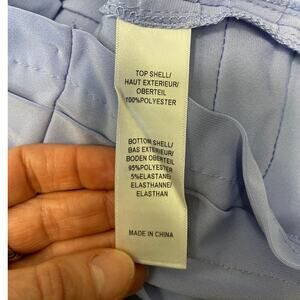 TOP SHELL/
HAUT EXTERIEUR/
OBERTEIL
100%POLYESTER
BOTTOM SHELL/
BAS EXTERIEUR/
BODEN OBERTEIL
95%POLYESTER
5%ELASTANE/
ELASTHANNE/
ELASTHAN
MADE IN CHINA